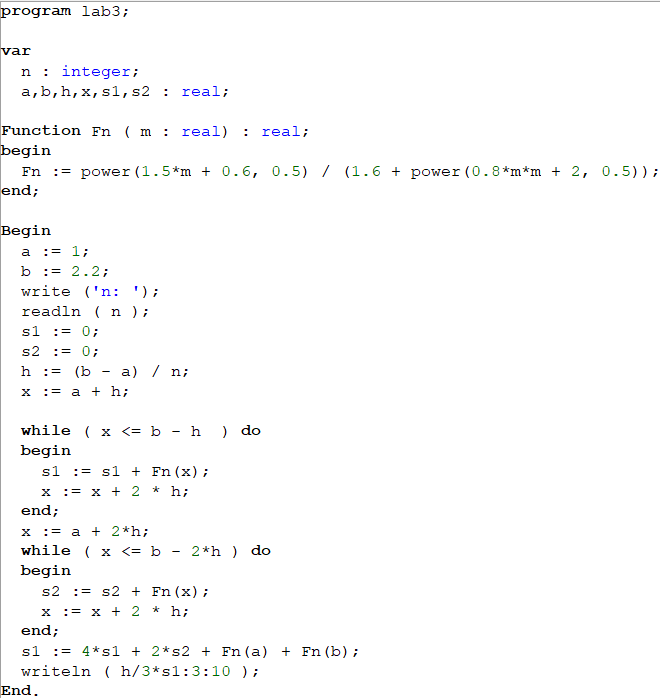 program lab3;
var
n : integer;
a,b,h,x,s1,s2 : real;
Function Fn ( m : real) : real;
begin
Fn := power(1.5*m + 0.6, 0.5) / (1.6 + power(0.8*m*m + 2, 0.5));
end;
Begin
a := 1;
b := 2.2;
write ('n: ');
readln ( n );
s1 := 0;
s2 := 0;
h := (b - a) / n;
x := a + h;
while ( x <= b - h  ) do
begin
s1 := s1 + Fn(x);
x := x + 2 * h;
end;
x := a + 2*h;
while ( x <= b - 2*h ) do
begin
s2 := s2 + Fn(x);
x := x + 2 * h;
end;
s1 := 4*s1 + 2*s2 + Fn(a) + Fn(b);
writeln ( h/3*s1:3:10 );
End.